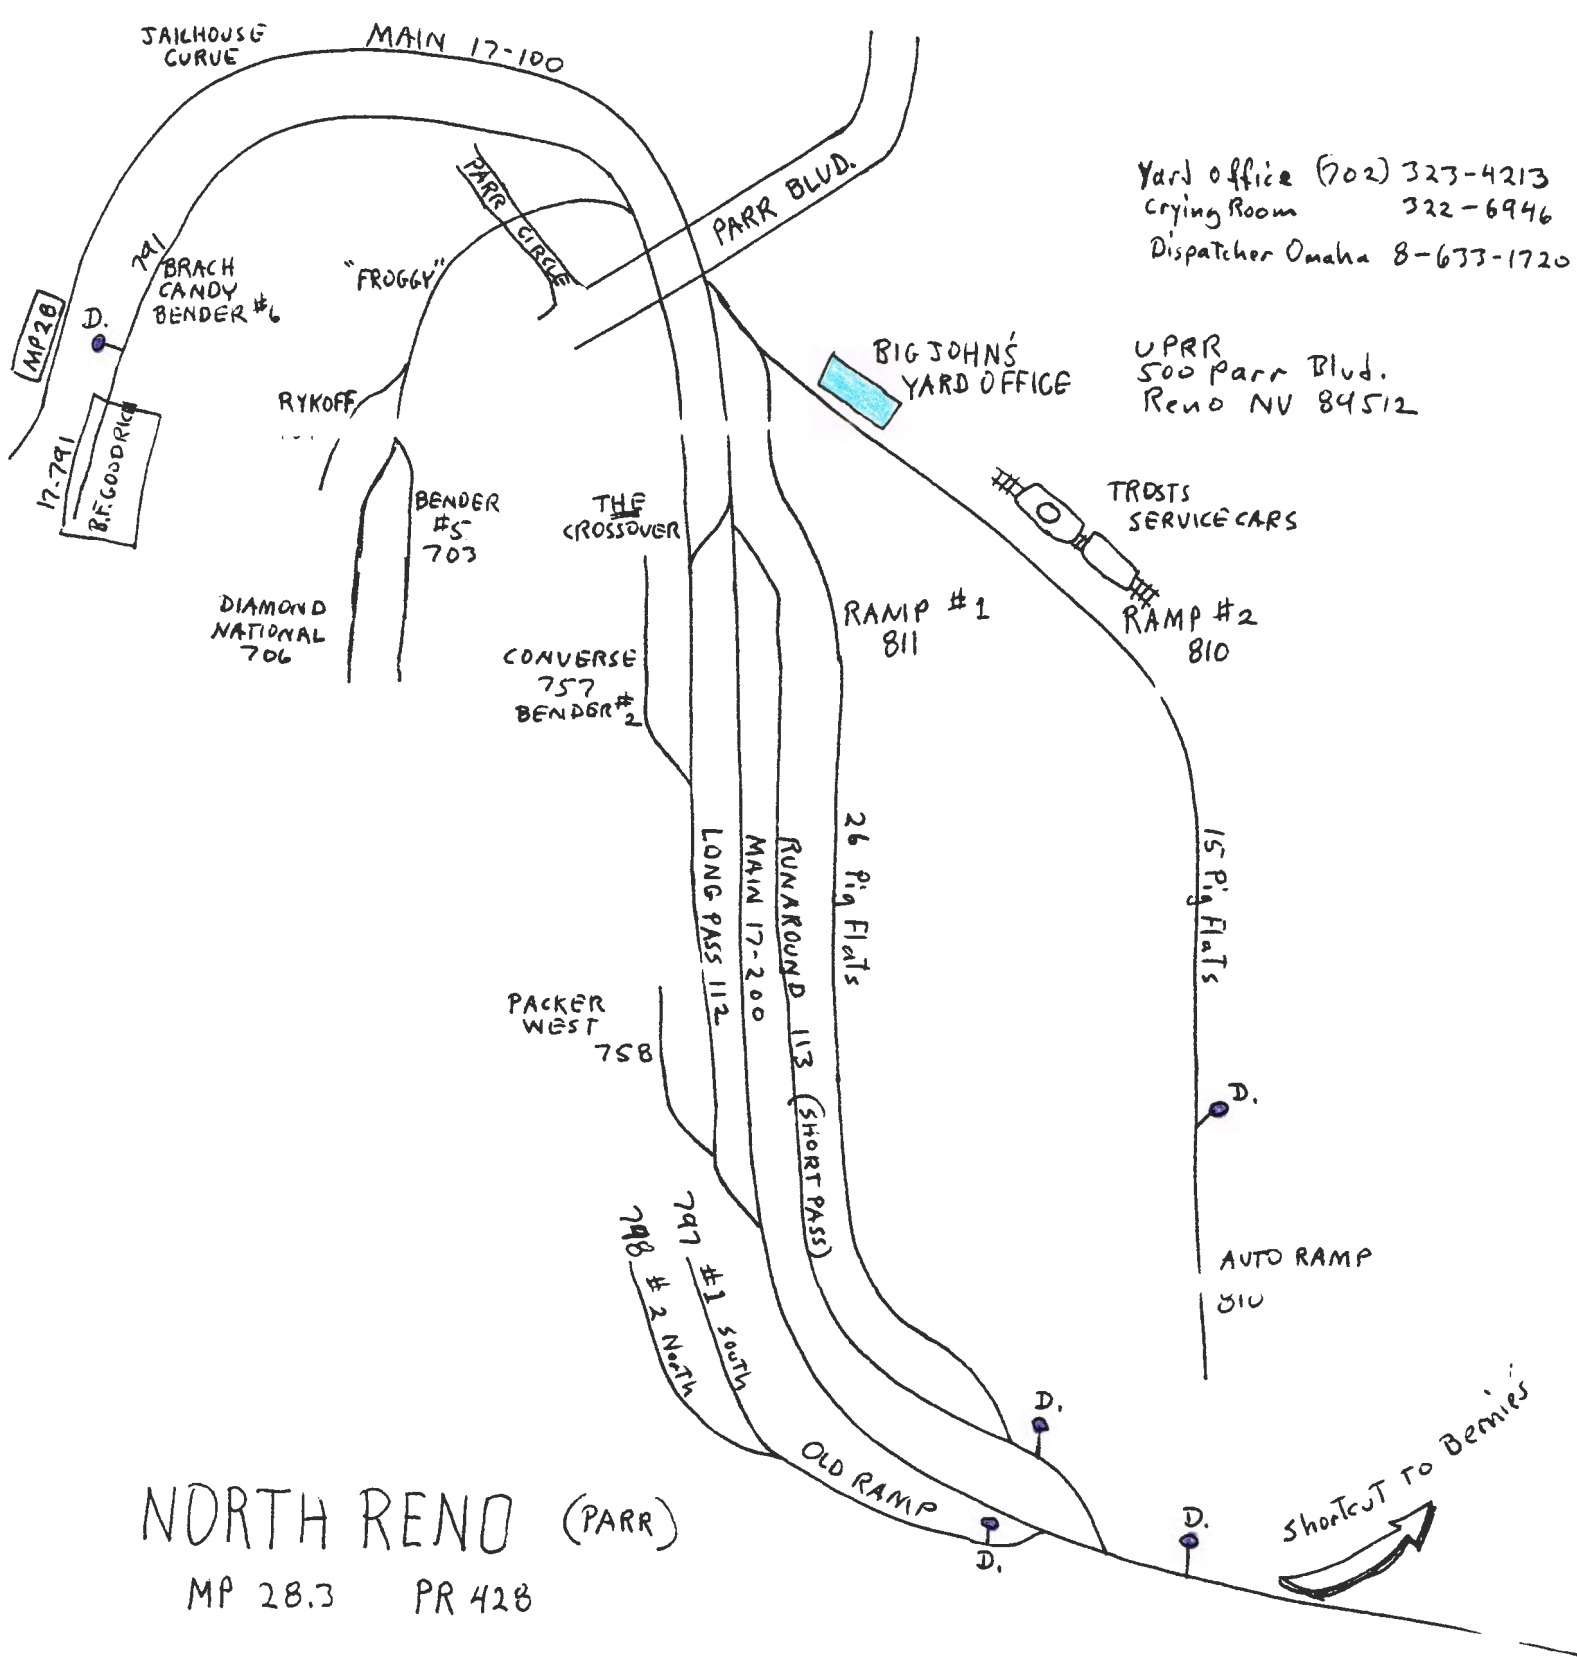 JAILHOUSE
CURVE
MAIN 17-100
PARR BLVD.
PARR CIRCLE
Yard office (702) 323-4213
Crying Room 322-6946
Dispatcher Omaha 8-633-1720
"FROGGY"
791
BRACH
CANDY
BENDER #6
MP28
D.
BIG JOHN'S
YARD OFFICE
UPRR
500 Parr Blvd.
Reno NV 89512
RYKOFF
17-791
B.F. GOODRICH
BENDER
#5
703
THE
CROSSOVER
TROSTS
SERVICE CARS
DIAMOND
NATIONAL
706
RAMP #1
811
RAMP #2
810
CONVERSE
757
BENDER #2
LONG PASS 112
MAIN 17-200
RUNAROUND 113 (SHORT PASS)
26 Pig Flats
15 Pig Flats
PACKER
WEST
758
D.
797 #1 South
798 #2 North
AUTO RAMP
810
D.
OLD RAMP
D.
D.
Shortcut To Bernie's
NORTH RENO (PARR)
MP 28.3 PR 428